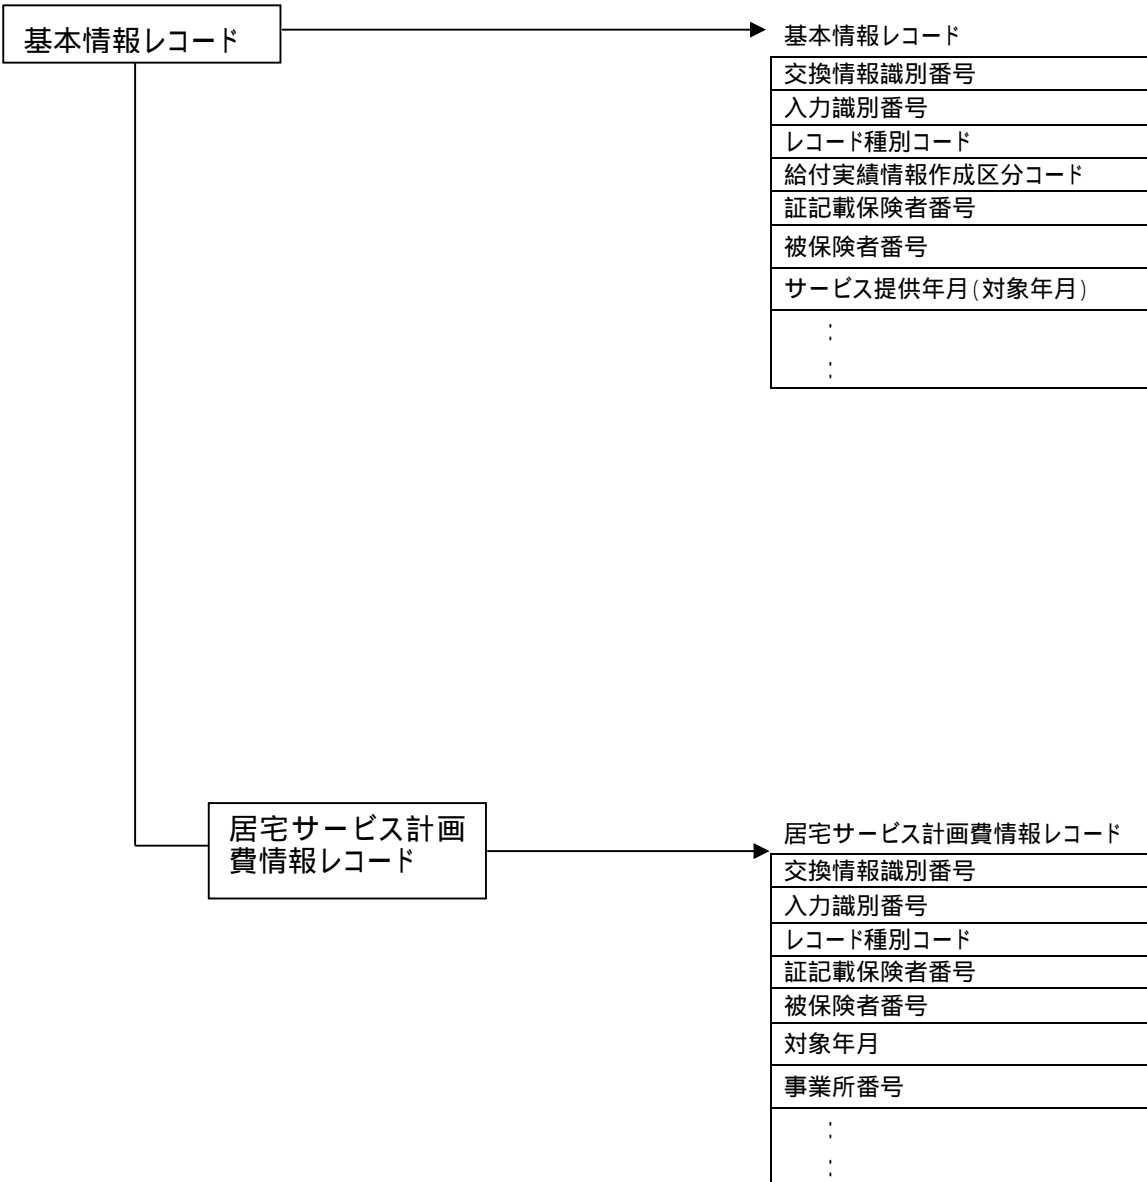 基本情報レコード
基本情報レコード
交換情報識別番号
入力識別番号
レコード種別コード
給付実績情報作成区分コード
証記載保険者番号
被保険者番号
サービス提供年月(対象年月)
:
:
居宅サービス計画
費情報レコード
居宅サービス計画費情報レコード
交換情報識別番号
入力識別番号
レコード種別コード
証記載保険者番号
被保険者番号
対象年月
事業所番号
:
: